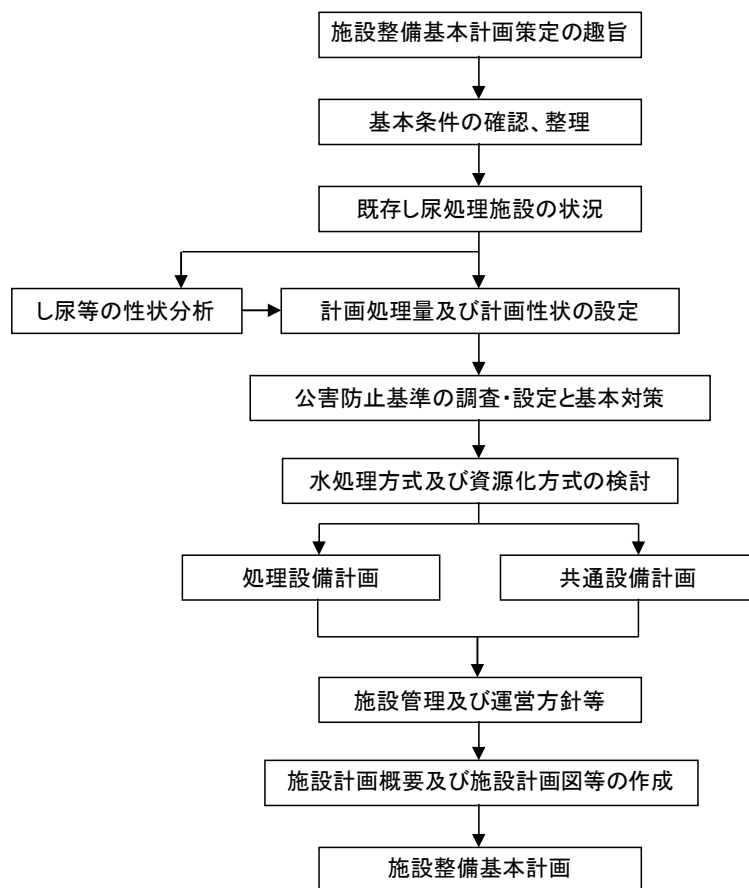 施設整備基本計画策定の趣旨
基本条件の確認、整理
既存し尿処理施設の状況
し尿等の性状分析
計画処理量及び計画性状の設定
公害防止基準の調査・設定と基本対策
水処理方式及び資源化方式の検討
処理設備計画
共通設備計画
施設管理及び運営方針等
施設計画概要及び施設計画図等の作成
施設整備基本計画